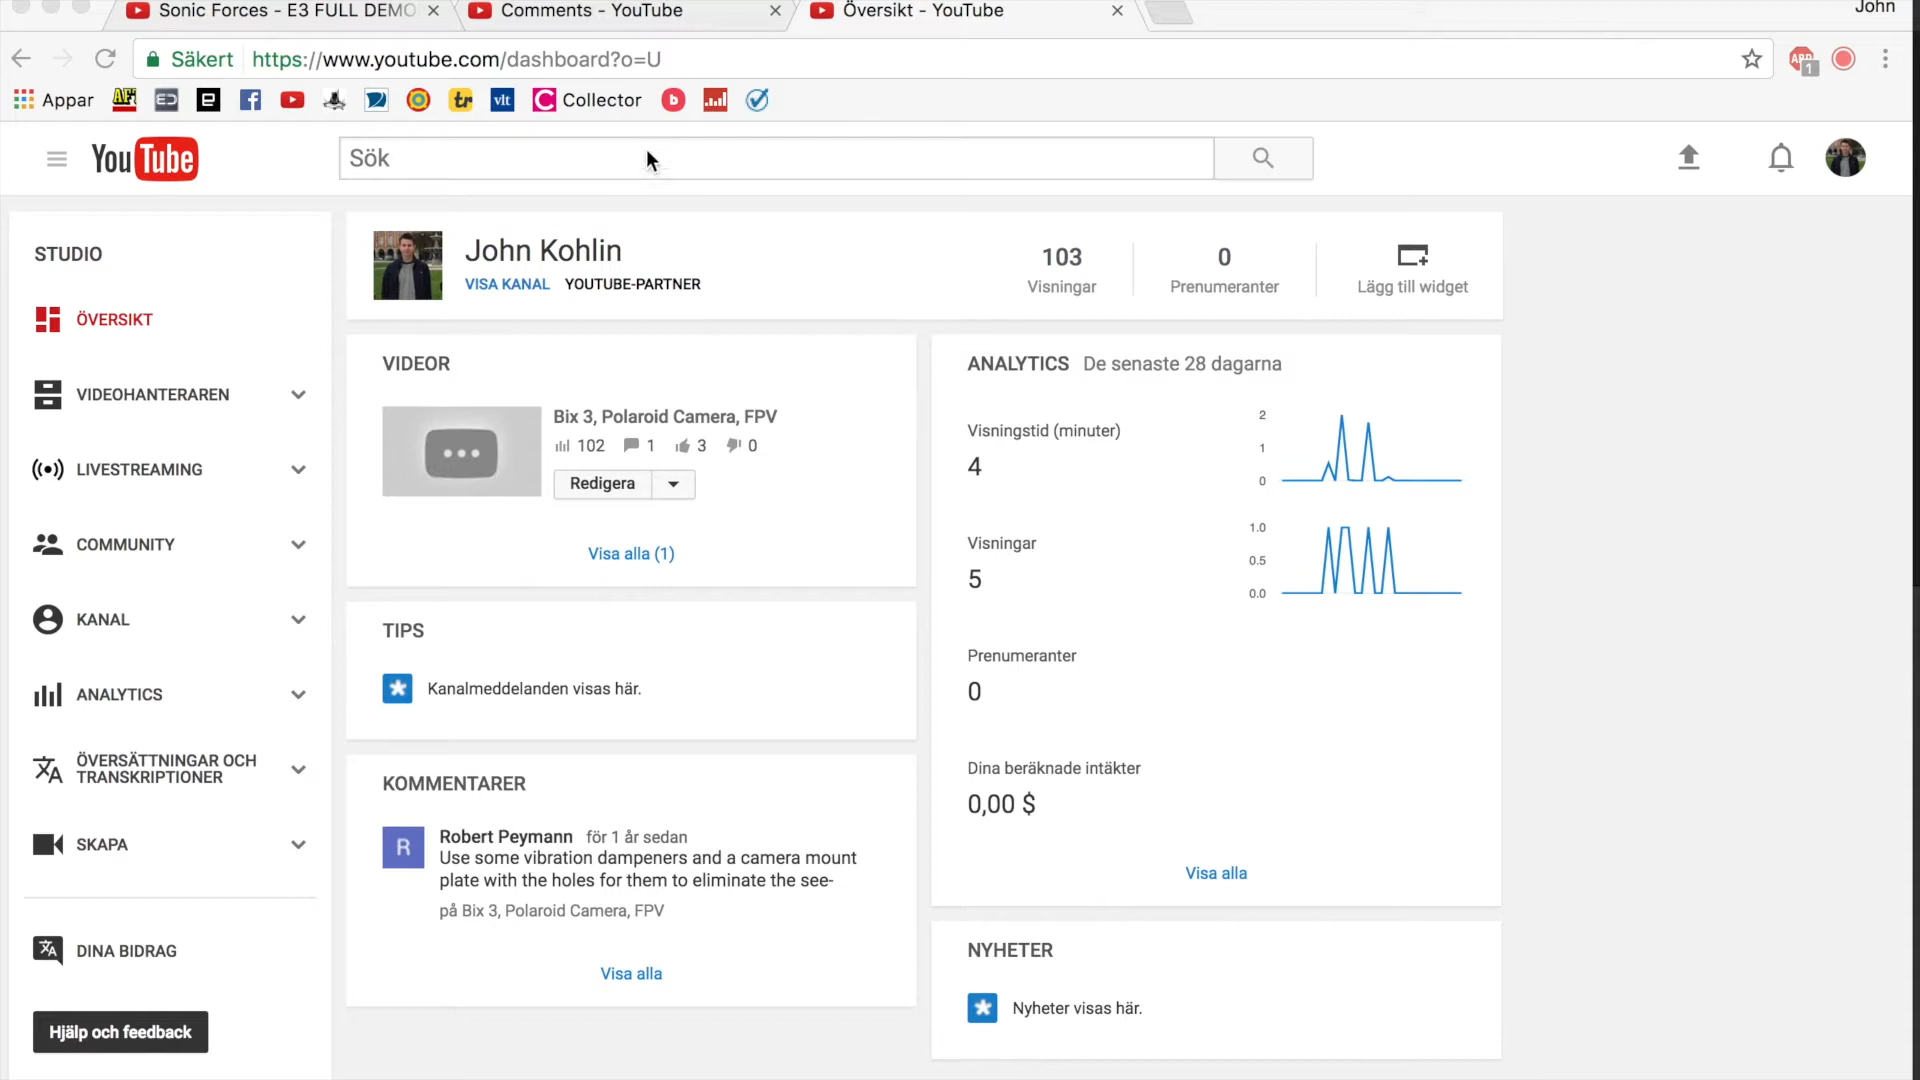 Sonic Forces - E3 FULL DEMO
Comments - YouTube
Översikt - YouTube
John
Säkert
https://www.youtube.com/dashboard?o=U
ABP
1
Appar
AF
ED
e
tr
vlt
C
Collector
b
YouTube
Sök
STUDIO
ÖVERSIKT
VIDEOHANTERAREN
LIVESTREAMING
COMMUNITY
KANAL
ANALYTICS
ÖVERSÄTTNINGAR OCH
TRANSKRIPTIONER
SKAPA
DINA BIDRAG
Hjälp och feedback
John Kohlin
VISA KANAL YOUTUBE-PARTNER
103
Visningar
0
Prenumeranter
Lägg till widget
VIDEOR
Bix 3, Polaroid Camera, FPV
102 1 3 0
Redigera
Visa alla (1)
TIPS
Kanalmeddelanden visas här.
KOMMENTARER
R
Robert Peymann för 1 år sedan
Use some vibration dampeners and a camera mount
plate with the holes for them to eliminate the see-
på Bix 3, Polaroid Camera, FPV
Visa alla
ANALYTICS De senaste 28 dagarna
Visningstid (minuter)
4
2
1
0
Visningar
5
1.0
0.5
0.0
Prenumeranter
0
Dina beräknade intäkter
0,00 $
Visa alla
NYHETER
Nyheter visas här.